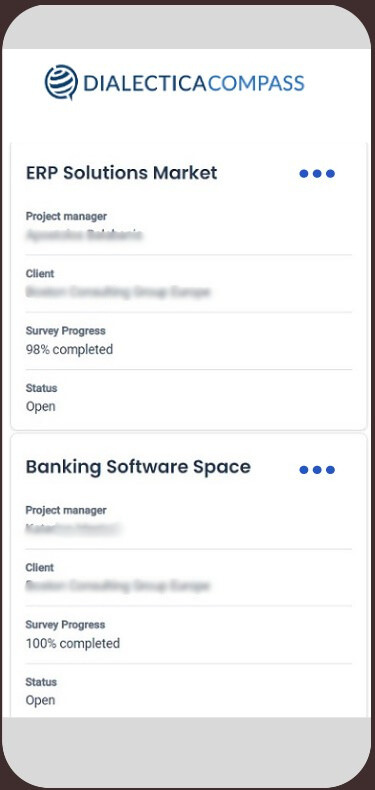 DIALECTICACOMPASS
ERP Solutions Market
Project manager
Client
Survey Progress
98% completed
Status
Open
Banking Software Space
Project manager
Client
Survey Progress
100% completed
Status
Open